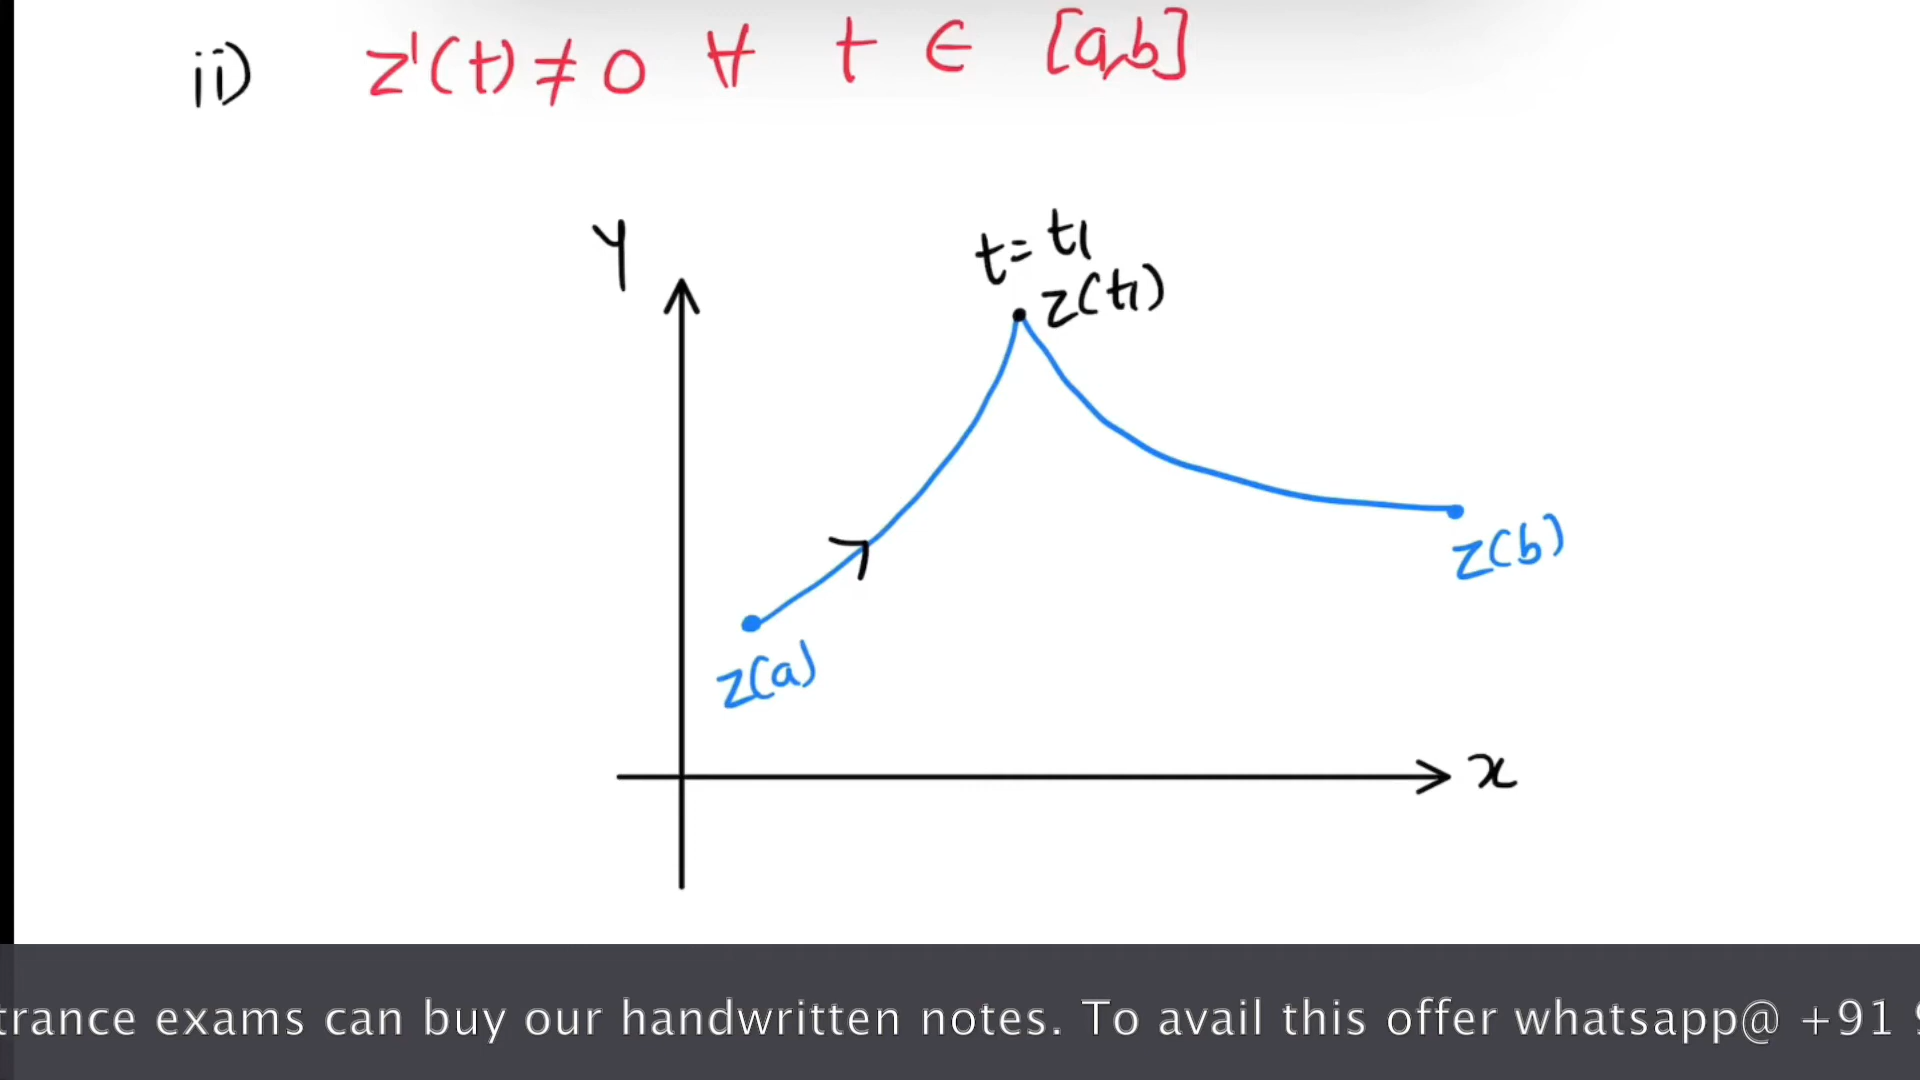 ii) z'(t) ≠ 0 ∀ t ∈ [a,b]
Y
t = t1
z(t1)
z(b)
z(a)
x
trance exams can buy our handwritten notes. To avail this offer whatsapp@ +91